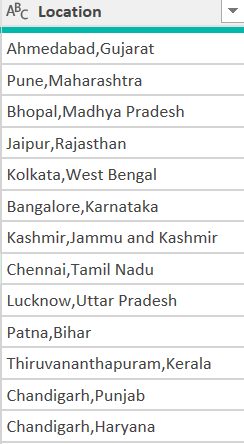 ABC Location
Ahmedabad,Gujarat
Pune,Maharashtra
Bhopal,Madhya Pradesh
Jaipur,Rajasthan
Kolkata,West Bengal
Bangalore,Karnataka
Kashmir,Jammu and Kashmir
Chennai,Tamil Nadu
Lucknow,Uttar Pradesh
Patna,Bihar
Thiruvananthapuram,Kerala
Chandigarh,Punjab
Chandigarh,Haryana